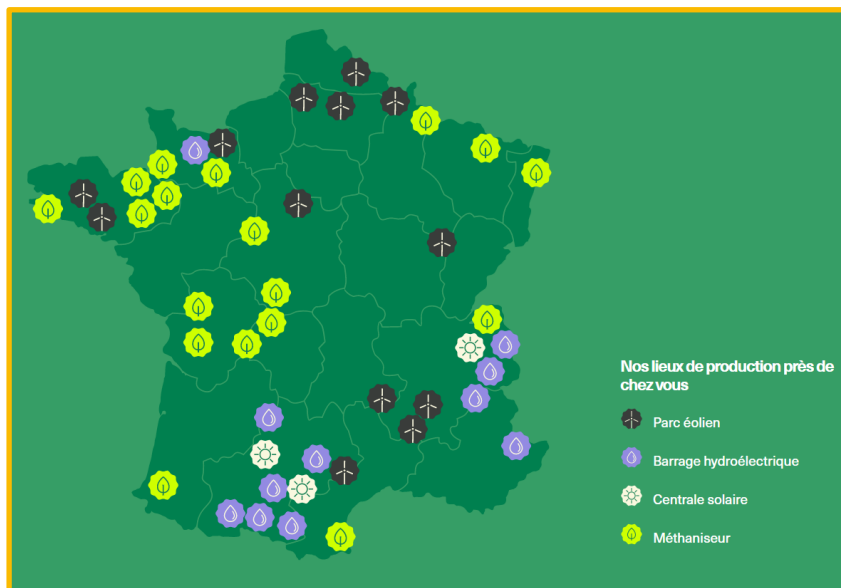 Nos lieux de production près de
chez vous
Parc éolien
Barrage hydroélectrique
Centrale solaire
Méthaniseur